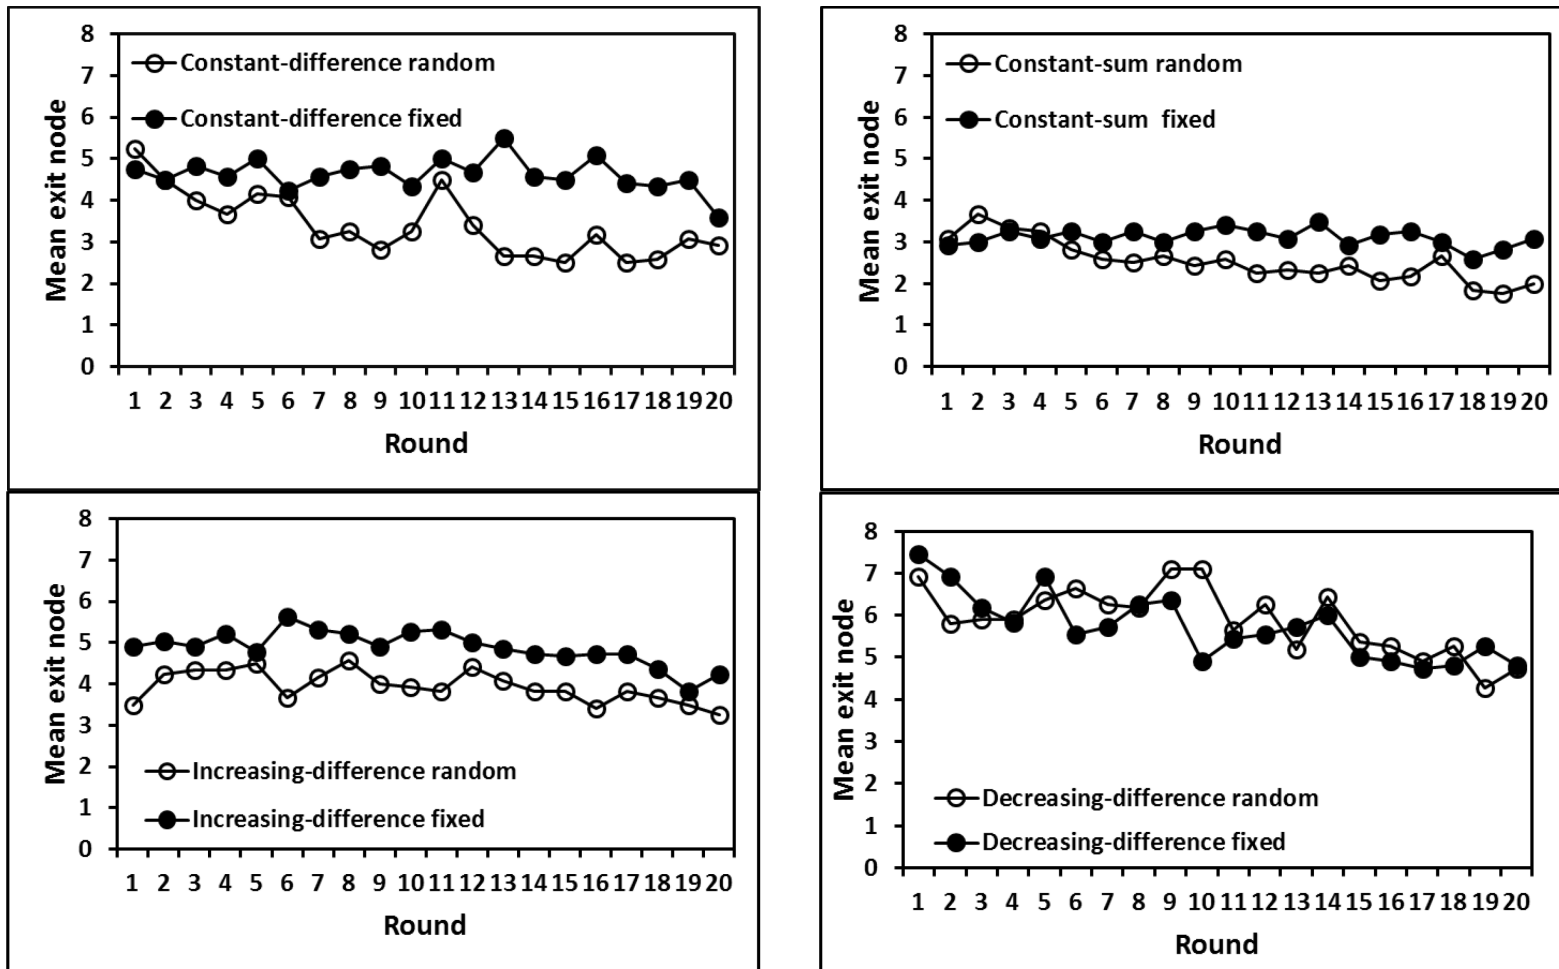 8
7
6
5
4
3
2
1
0
Mean exit node
Constant-difference random
Constant-difference fixed
1 2 3 4 5 6 7 8 9 10 11 12 13 14 15 16 17 18 19 20
Round
8
7
6
5
4
3
2
1
0
Mean exit node
Constant-sum random
Constant-sum fixed
1 2 3 4 5 6 7 8 9 10 11 12 13 14 15 16 17 18 19 20
Round
8
7
6
5
4
3
2
1
0
Mean exit node
Increasing-difference random
Increasing-difference fixed
1 2 3 4 5 6 7 8 9 10 11 12 13 14 15 16 17 18 19 20
Round
8
7
6
5
4
3
2
1
0
Mean exit node
Decreasing-difference random
Decreasing-difference fixed
1 2 3 4 5 6 7 8 9 10 11 12 13 14 15 16 17 18 19 20
Round